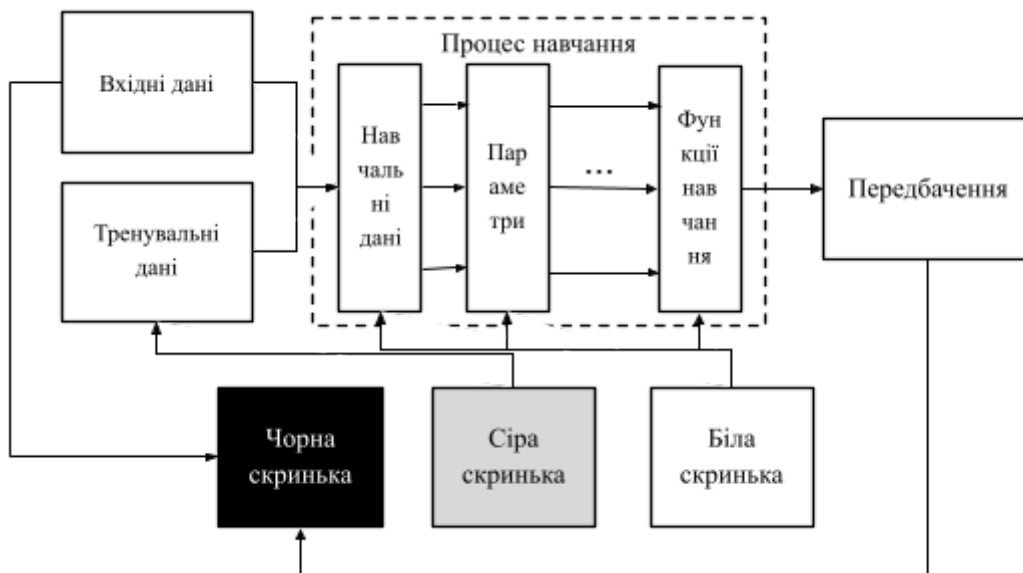 Процес навчання
Вхідні дані
Тренувальні
дані
Нав
чаль
ні
дані
Пар
аме
три
...
Фун
кції
нав
чан
ня
Передбачення
Чорна
скринька
Сіра
скринька
Біла
скринька